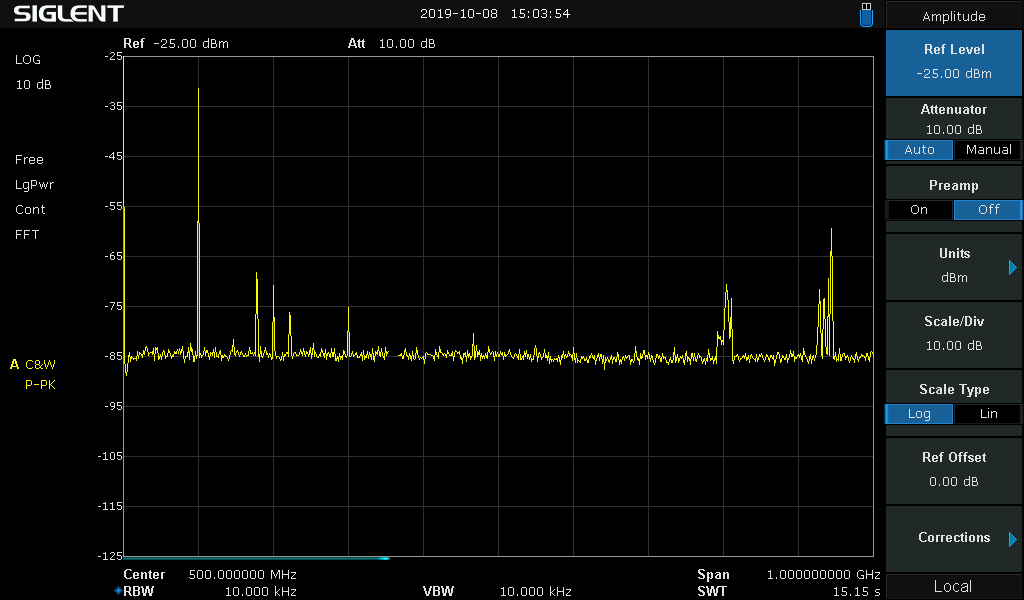 SIGLENT
2019-10-08 15:03:54
Ref -25.00 dBm Att 10.00 dB
LOG
10 dB
Free
LgPwr
Cont
FFT
A C&W
P-PK
-25
-35
-45
-55
-65
-75
-85
-95
-105
-115
-125
Center 500.000000 MHz Span 1.000000000 GHz
RBW 10.000 kHz VBW 10.000 kHz SWT 15.15 s
Amplitude
Ref Level
-25.00 dBm
Attenuator
10.00 dB
Auto Manual
Preamp
On Off
Units
dBm
Scale/Div
10.00 dB
Scale Type
Log Lin
Ref Offset
0.00 dB
Corrections
Local